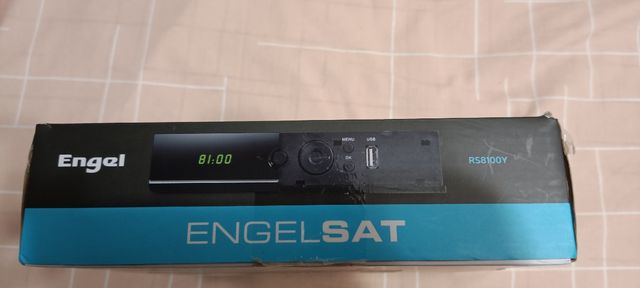 Engel
81:00
MENU
USB
OK
RS8100Y
ENGELSAT